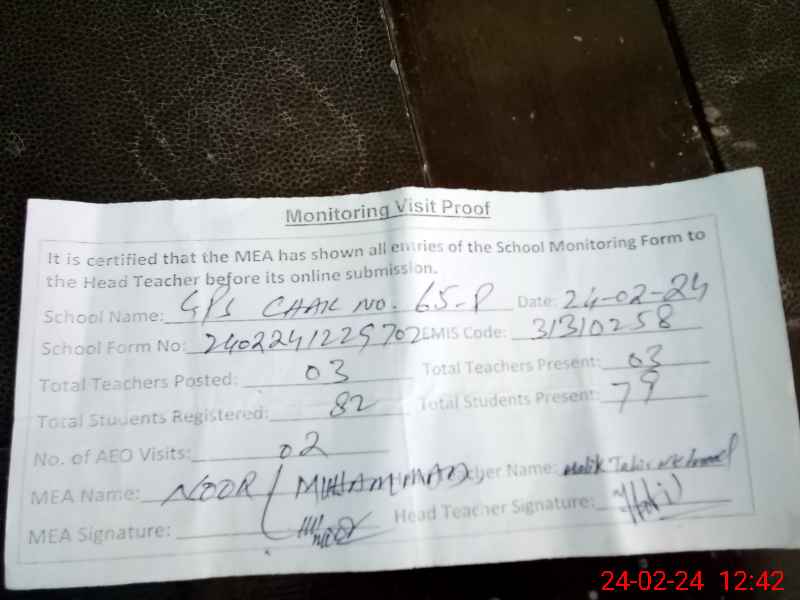 Monitoring Visit Proof
It is certified that the MEA has shown all entries of the School Monitoring Form to
the Head Teacher before its online submission.
School Name: GPS CHAK NO. 65-P Date: 24-02-24
School Form No: 2402241229702 EMIS Code: 31310258
Total Teachers Posted: 03 Total Teachers Present: 03
Total Students Registered: 82 Total Students Present: 79
No. of AEO Visits: 02
MEA Name: NOOR MUHAMMAD Name: Malik Tahir
MEA Signature: Head Teacher Signature:
24-02-24 12:42